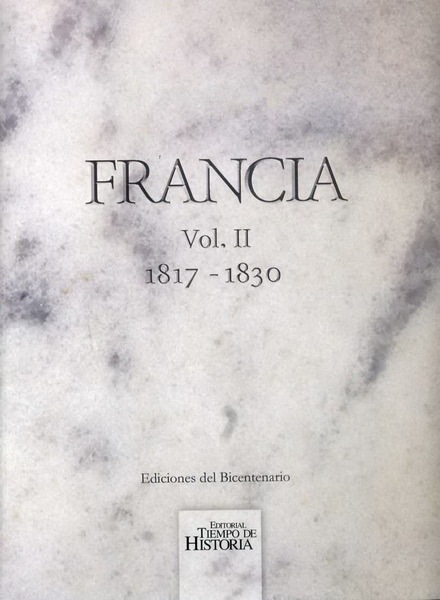 FRANCIA
Vol. II
1817 - 1830
Ediciones del Bicentenario
EDITORIAL
TIEMPO DE
HISTORIA